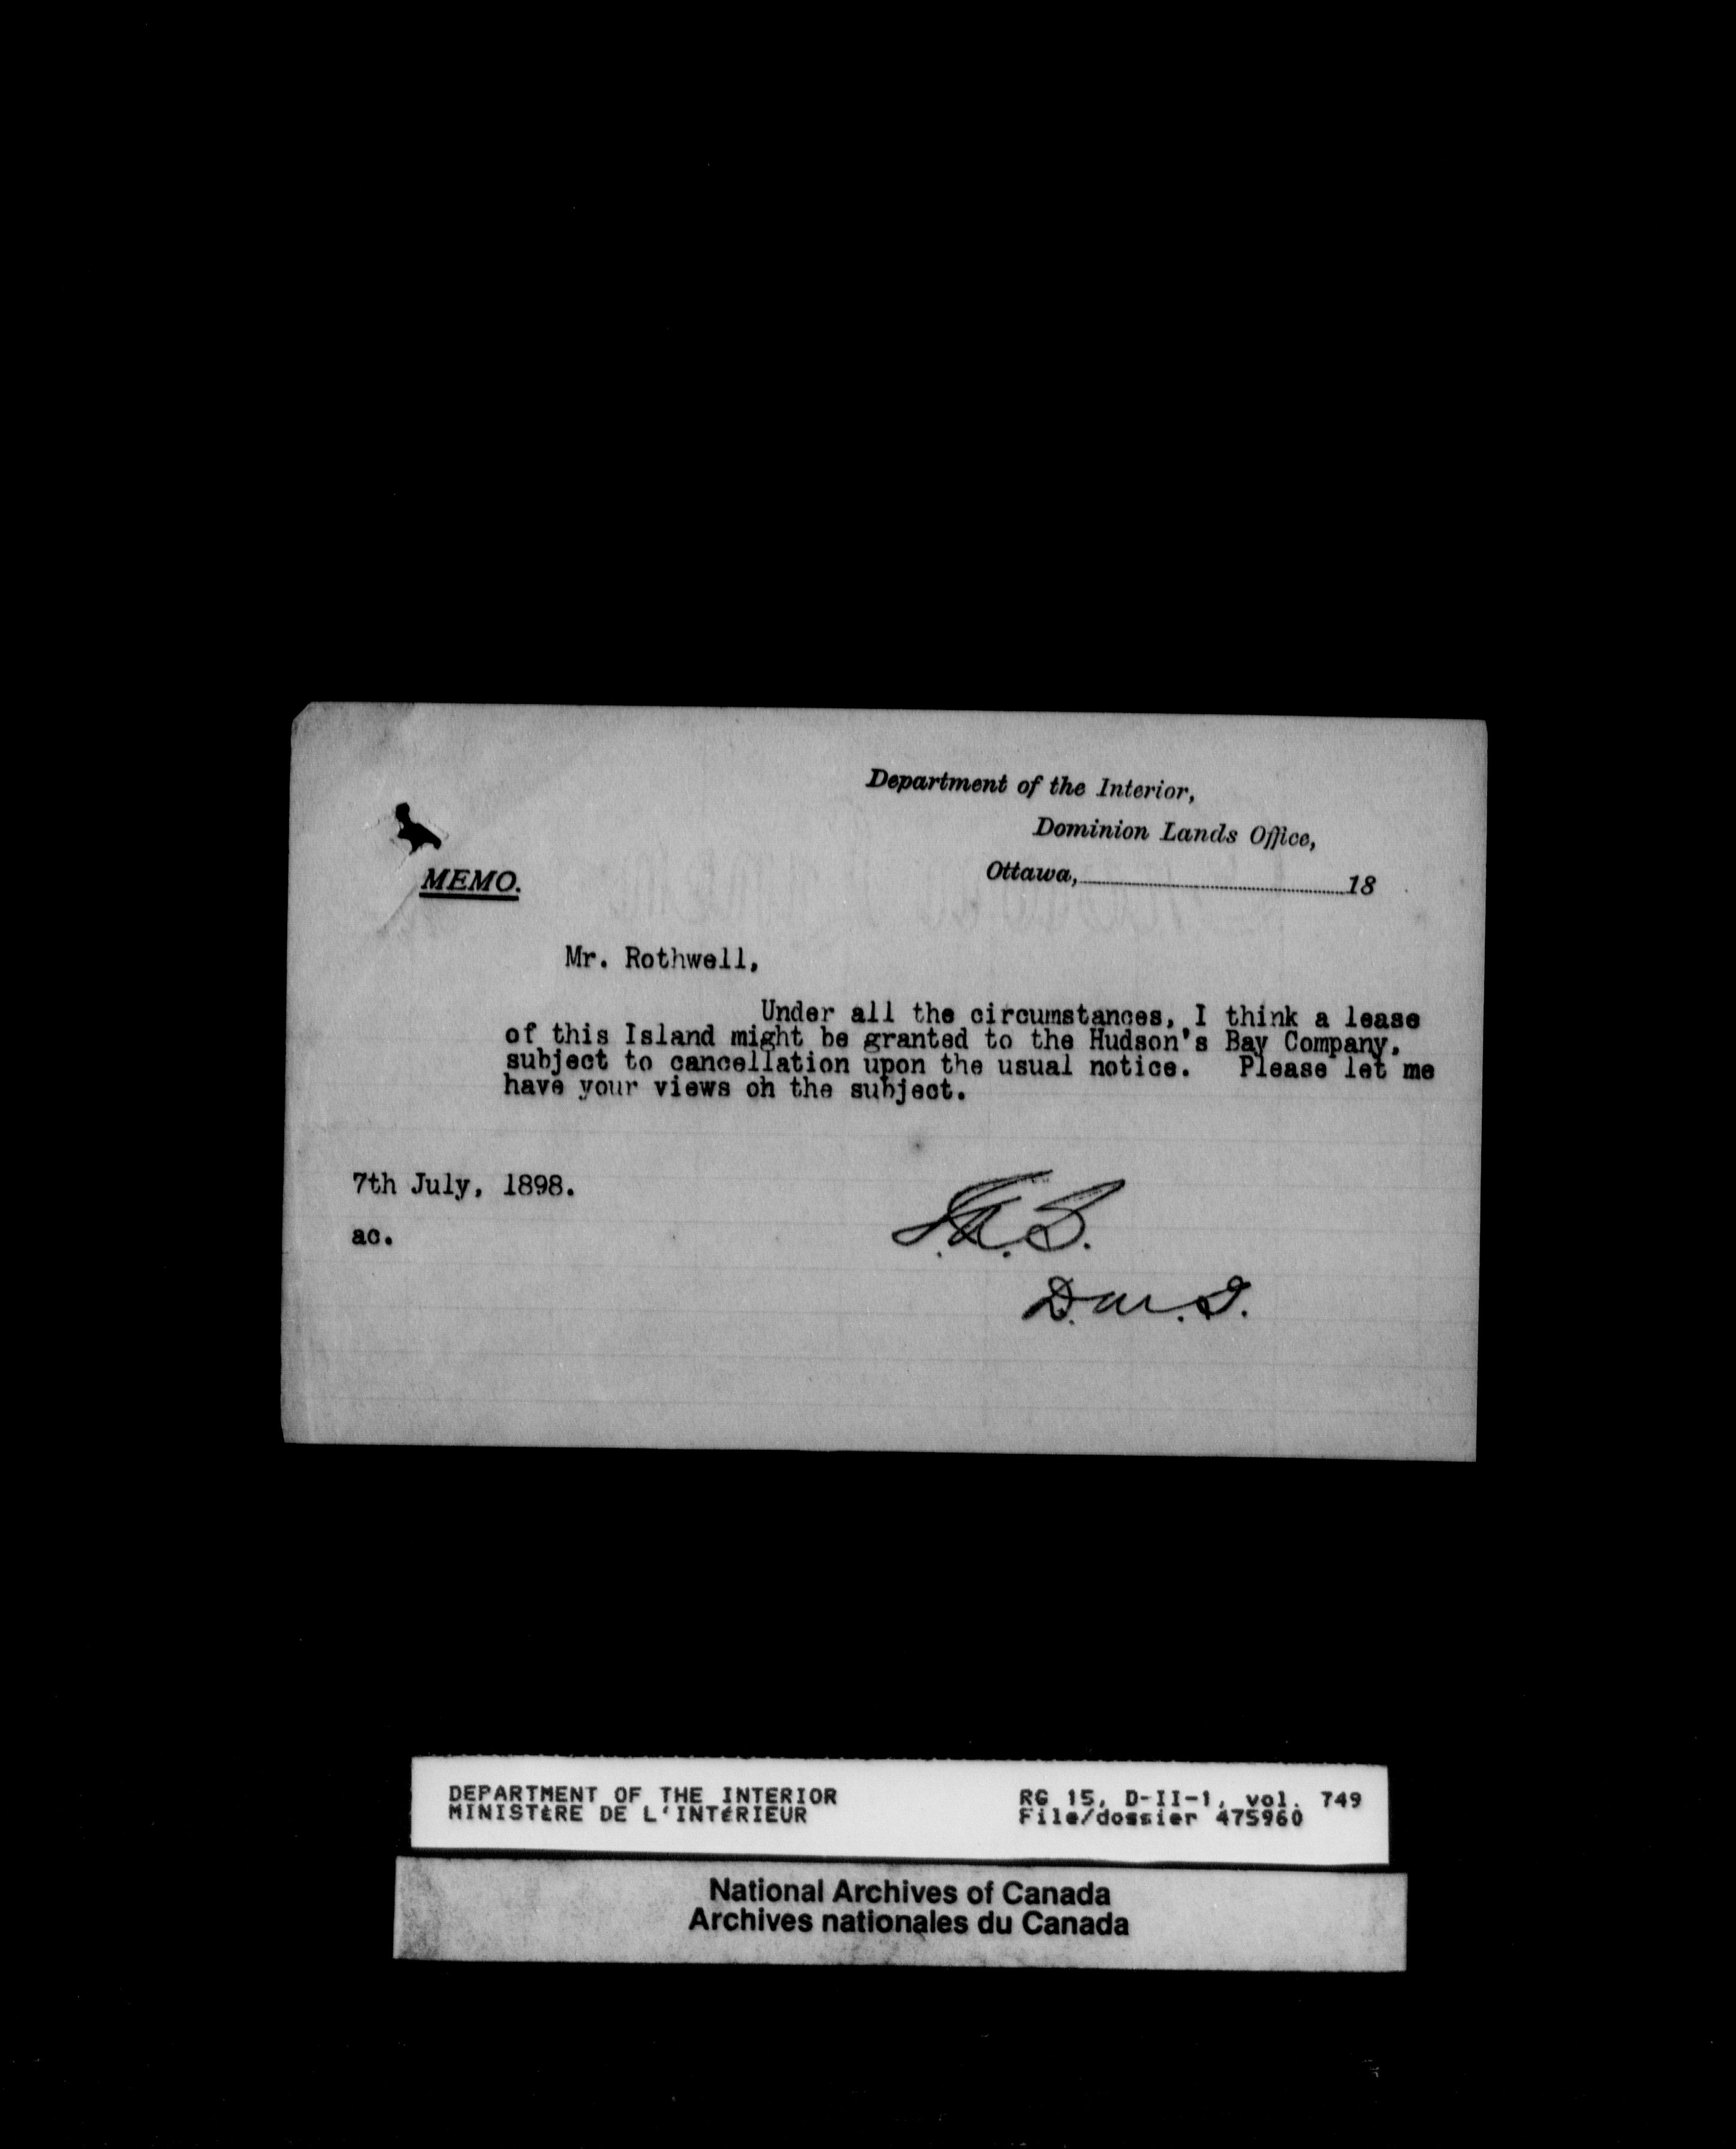 Department of the Interior,
Dominion Lands Office,
Ottawa, 18
MEMO.
Mr. Rothwell,
Under all the circumstances, I think a lease
of this Island might be granted to the Hudson's Bay Company,
subject to cancellation upon the usual notice. Please let me
have your views on the subject.
7th July, 1898.
ac.
J.A.S.
D.M.I.
DEPARTMENT OF THE INTERIOR
MINISTÈRE DE L'INTÉRIEUR
RG 15, D-II-1, vol. 749
File/dossier 475960
National Archives of Canada
Archives nationales du Canada